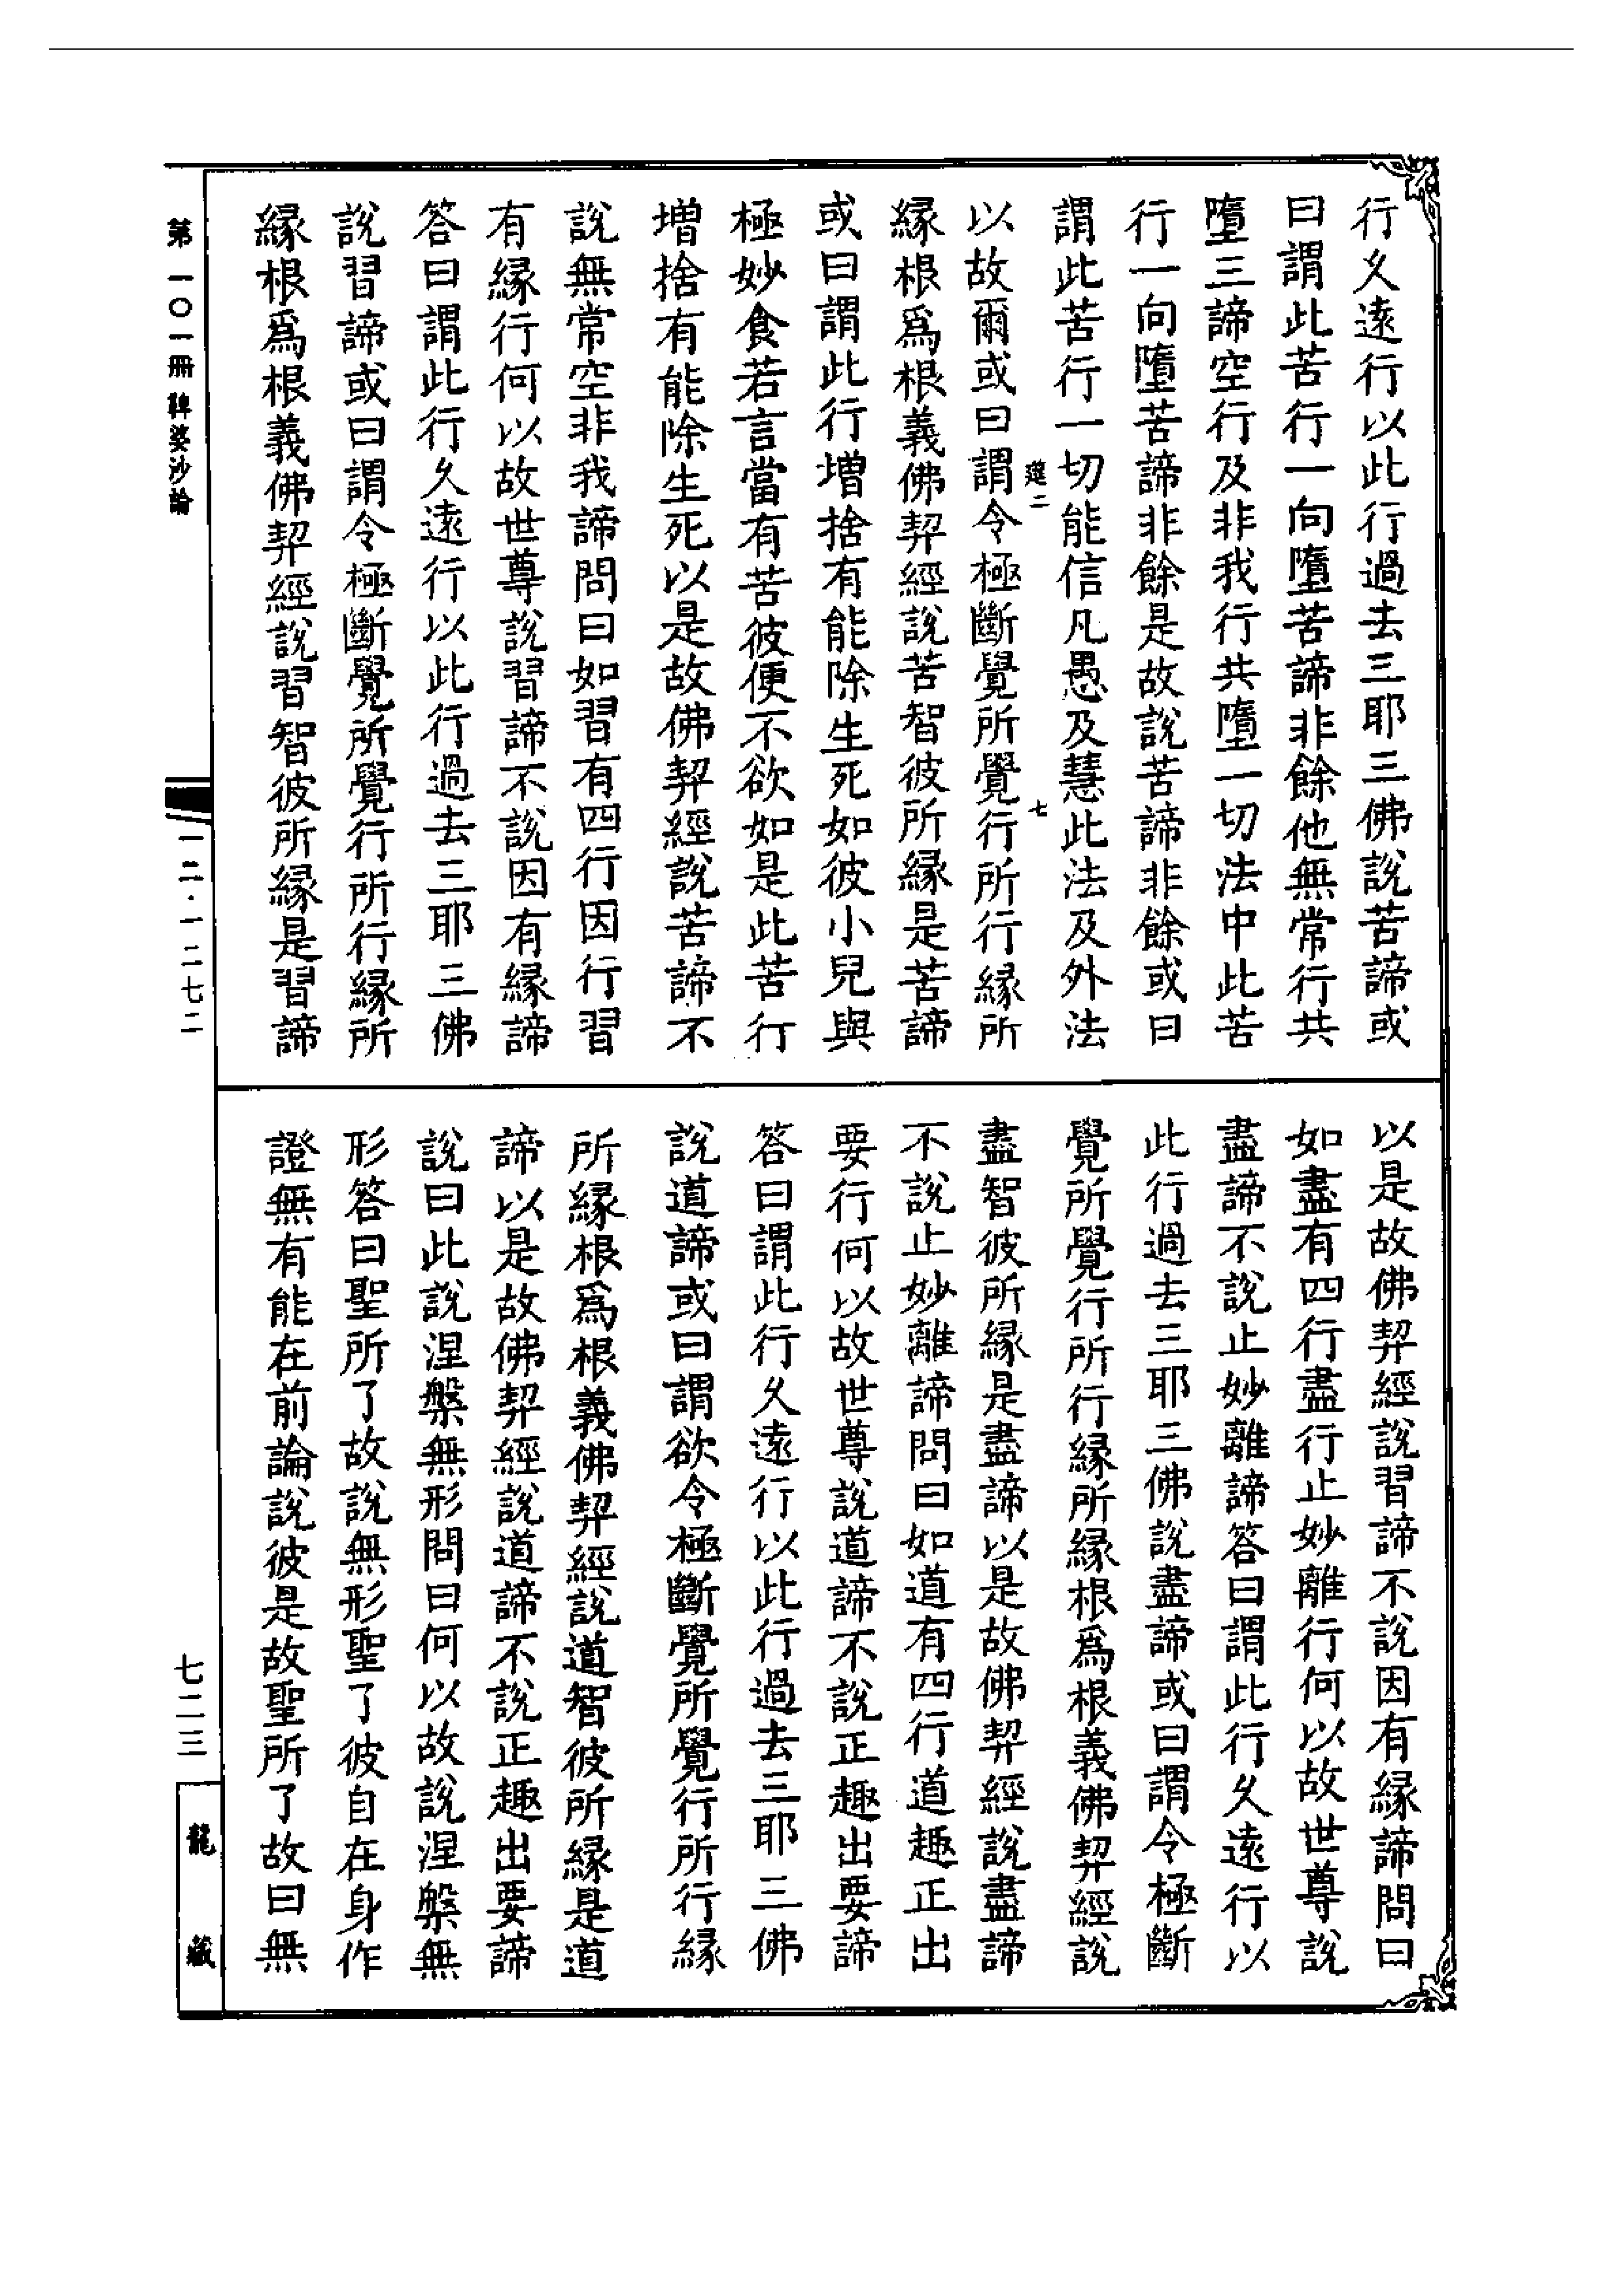 行久遠行以此行過去三耶三佛說苦諦或
曰謂此苦行一向墮苦諦非餘他無常行共
墮三諦空行及非我行共墮一切法中此苦
行一向墮苦諦非餘是故說苦諦非餘或曰
謂此苦行一切能信凡愚及慧此法及外法
筵二
七
以故爾或曰謂令極斷覺所覺行所行緣所
緣根爲根義佛契經說苦智彼所緣是苦諦
或曰謂此行增捨有能除生死如彼小兒與
極妙食若言當有苦彼便不欲如是此苦行
增捨有能除生死以是故佛契經說苦諦不
說無常空非我諦問曰如習有四行因行習
有緣行何以故世尊說習諦不說因有緣諦
答曰謂此行久遠行以此行過去三耶三佛
說習諦或曰謂令極斷覺所覺行所行緣所
緣根爲根義佛契經說習智彼所緣是習諦
以是故佛契經說習諦不說因有緣諦問曰
如盡有四行盡行止妙離行何以故世尊說
盡諦不說止妙離諦答曰謂此行久遠行以
此行過去三耶三佛說盡諦或曰謂令極斷
覺所覺行所行緣所緣根爲根義佛契經說
盡智彼所緣是盡諦以是故佛契經說盡諦
不說止妙離諦問曰如道有四行道趣正出
要行何以故世尊說道諦不說正趣出要諦
答曰謂此行久遠行以此行過去三耶三佛
說道諦或曰謂欲令極斷覺所覺行所行緣
所緣根爲根義佛契經說道智彼所緣是道
諦以是故佛契經說道諦不說正趣出要諦
說曰此說涅槃無形問曰何以故說涅槃無
形答曰聖所了故說無形聖了彼自在身作
證無有能在前論說彼是故聖所了故曰無
第一〇一冊 鞞婆沙論
一二·一二七二
七二三
龍藏